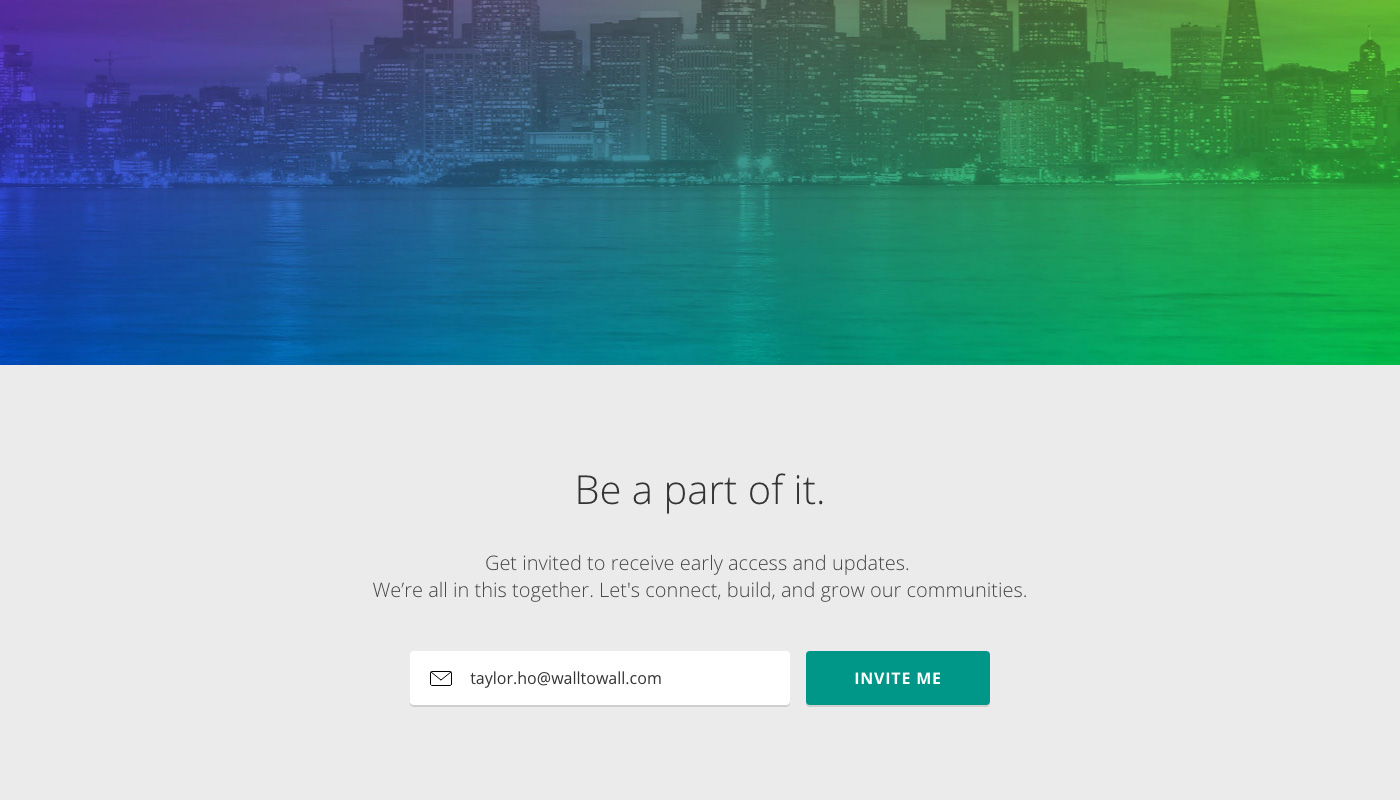 Be a part of it.
Get invited to receive early access and updates.
We’re all in this together. Let's connect, build, and grow our communities.
taylor.ho@walltowall.com
INVITE ME